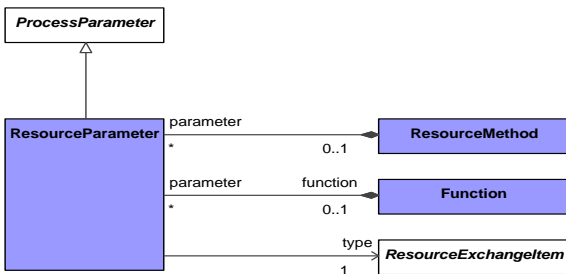 ProcessParameter
ResourceParameter
parameter
*
0..1
ResourceMethod
parameter
function
*
0..1
Function
type
1
ResourceExchangeItem